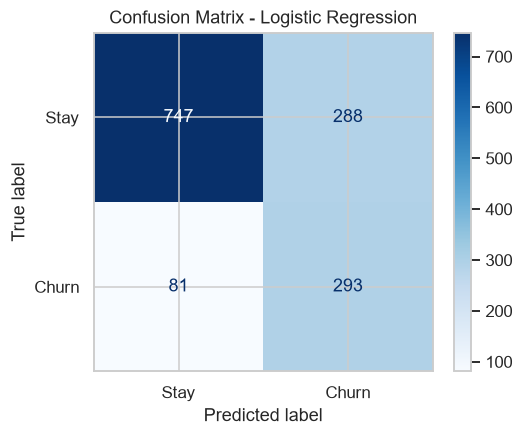 Confusion Matrix - Logistic Regression
True label
Stay
747
288
Churn
81
293
Stay
Churn
Predicted label
700
600
500
400
300
200
100